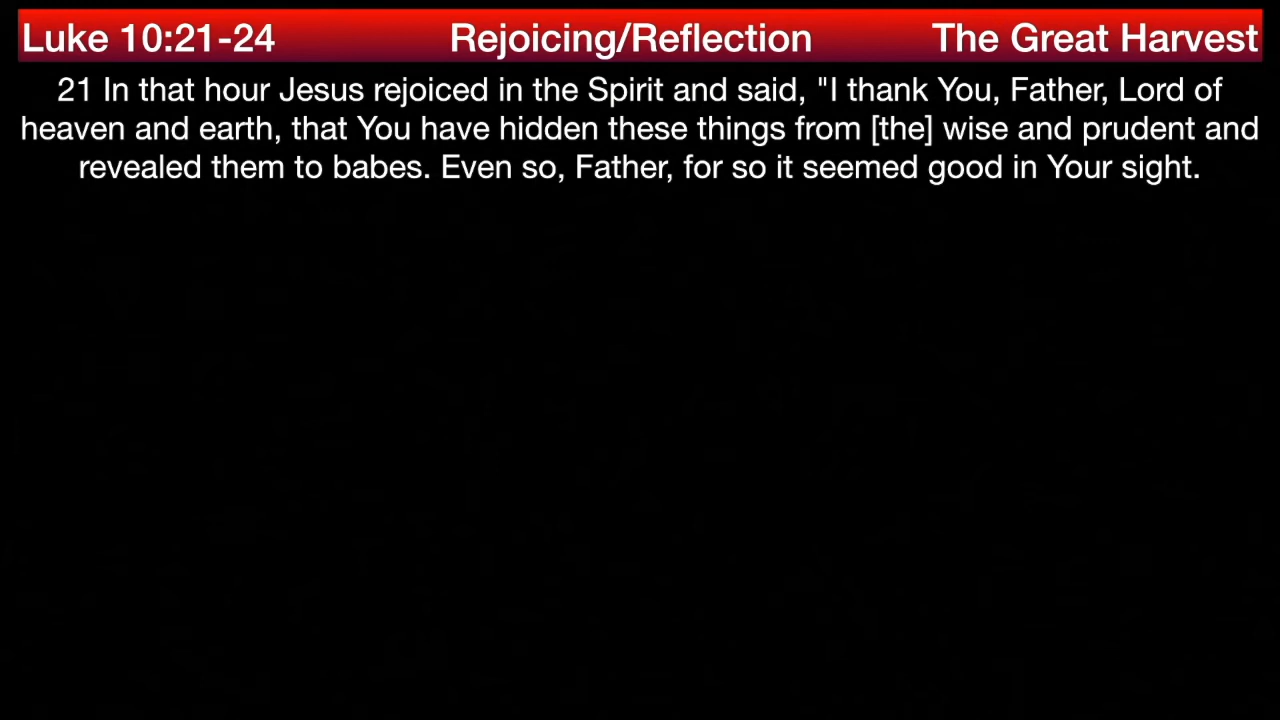 Luke 10:21-24 Rejoicing/Reflection The Great Harvest
21 In that hour Jesus rejoiced in the Spirit and said, "I thank You, Father, Lord of
heaven and earth, that You have hidden these things from [the] wise and prudent and
revealed them to babes. Even so, Father, for so it seemed good in Your sight.